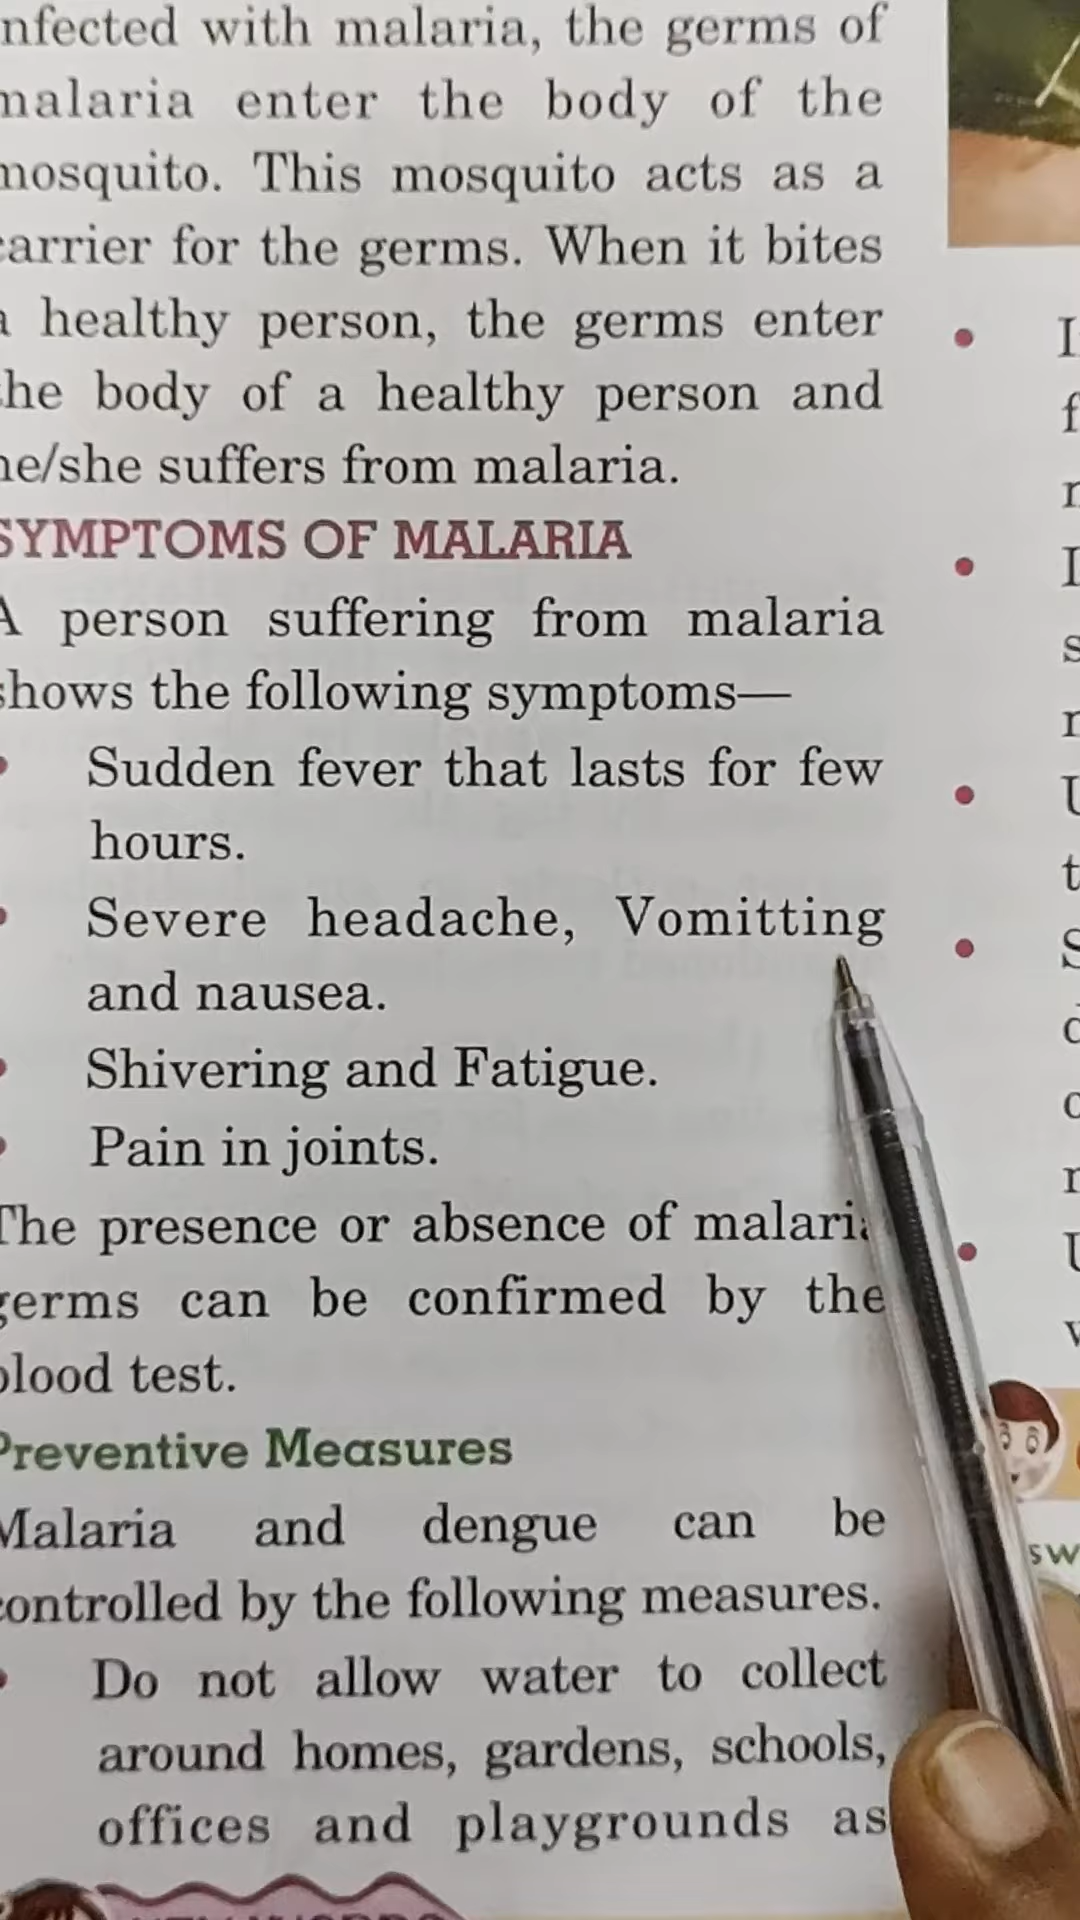 nfected with malaria, the germs of
malaria enter the body of the
mosquito. This mosquito acts as a
carrier for the germs. When it bites
a healthy person, the germs enter
the body of a healthy person and
he/she suffers from malaria.
SYMPTOMS OF MALARIA
A person suffering from malaria
shows the following symptoms—
• Sudden fever that lasts for few
hours.
• Severe headache, Vomitting
and nausea.
• Shivering and Fatigue.
• Pain in joints.
The presence or absence of malaria
germs can be confirmed by the
blood test.
Preventive Measures
Malaria and dengue can be
controlled by the following measures.
• Do not allow water to collect
around homes, gardens, schools,
offices and playgrounds as